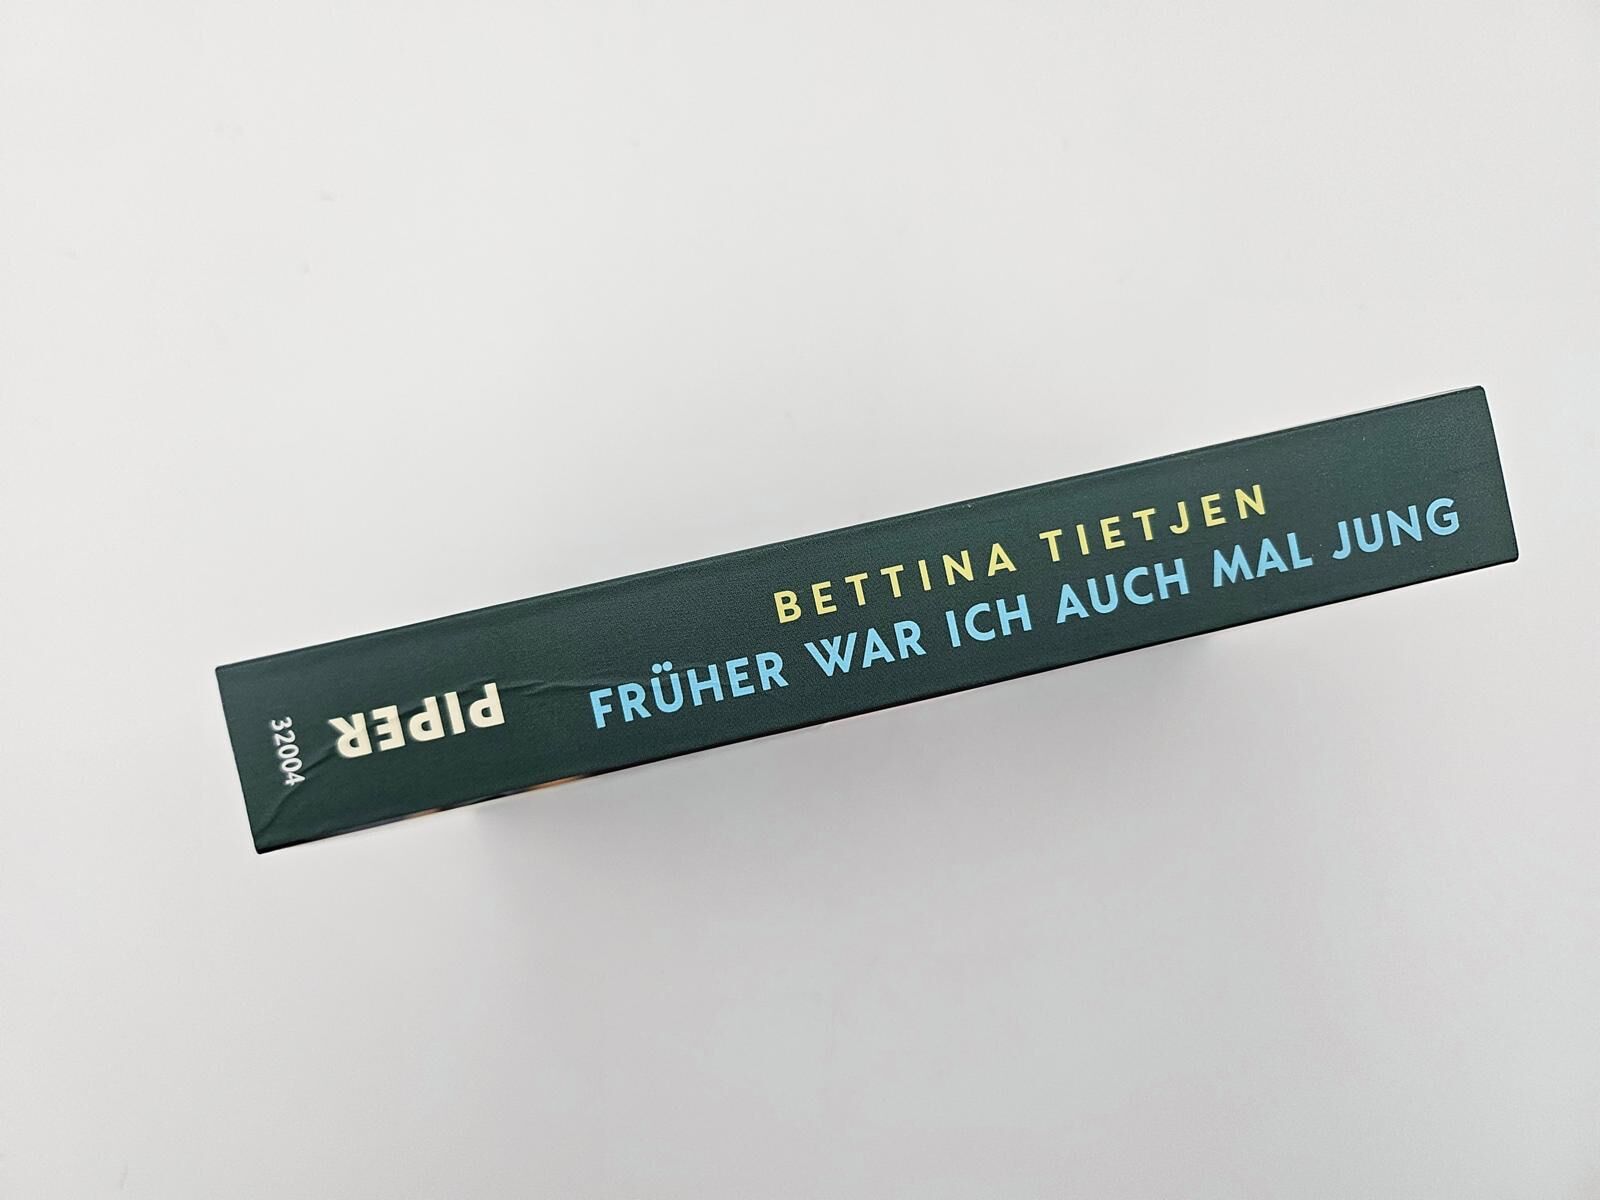 BETTINA TIETJEN
FRÜHER WAR ICH AUCH MAL JUNG
PIPER
32004